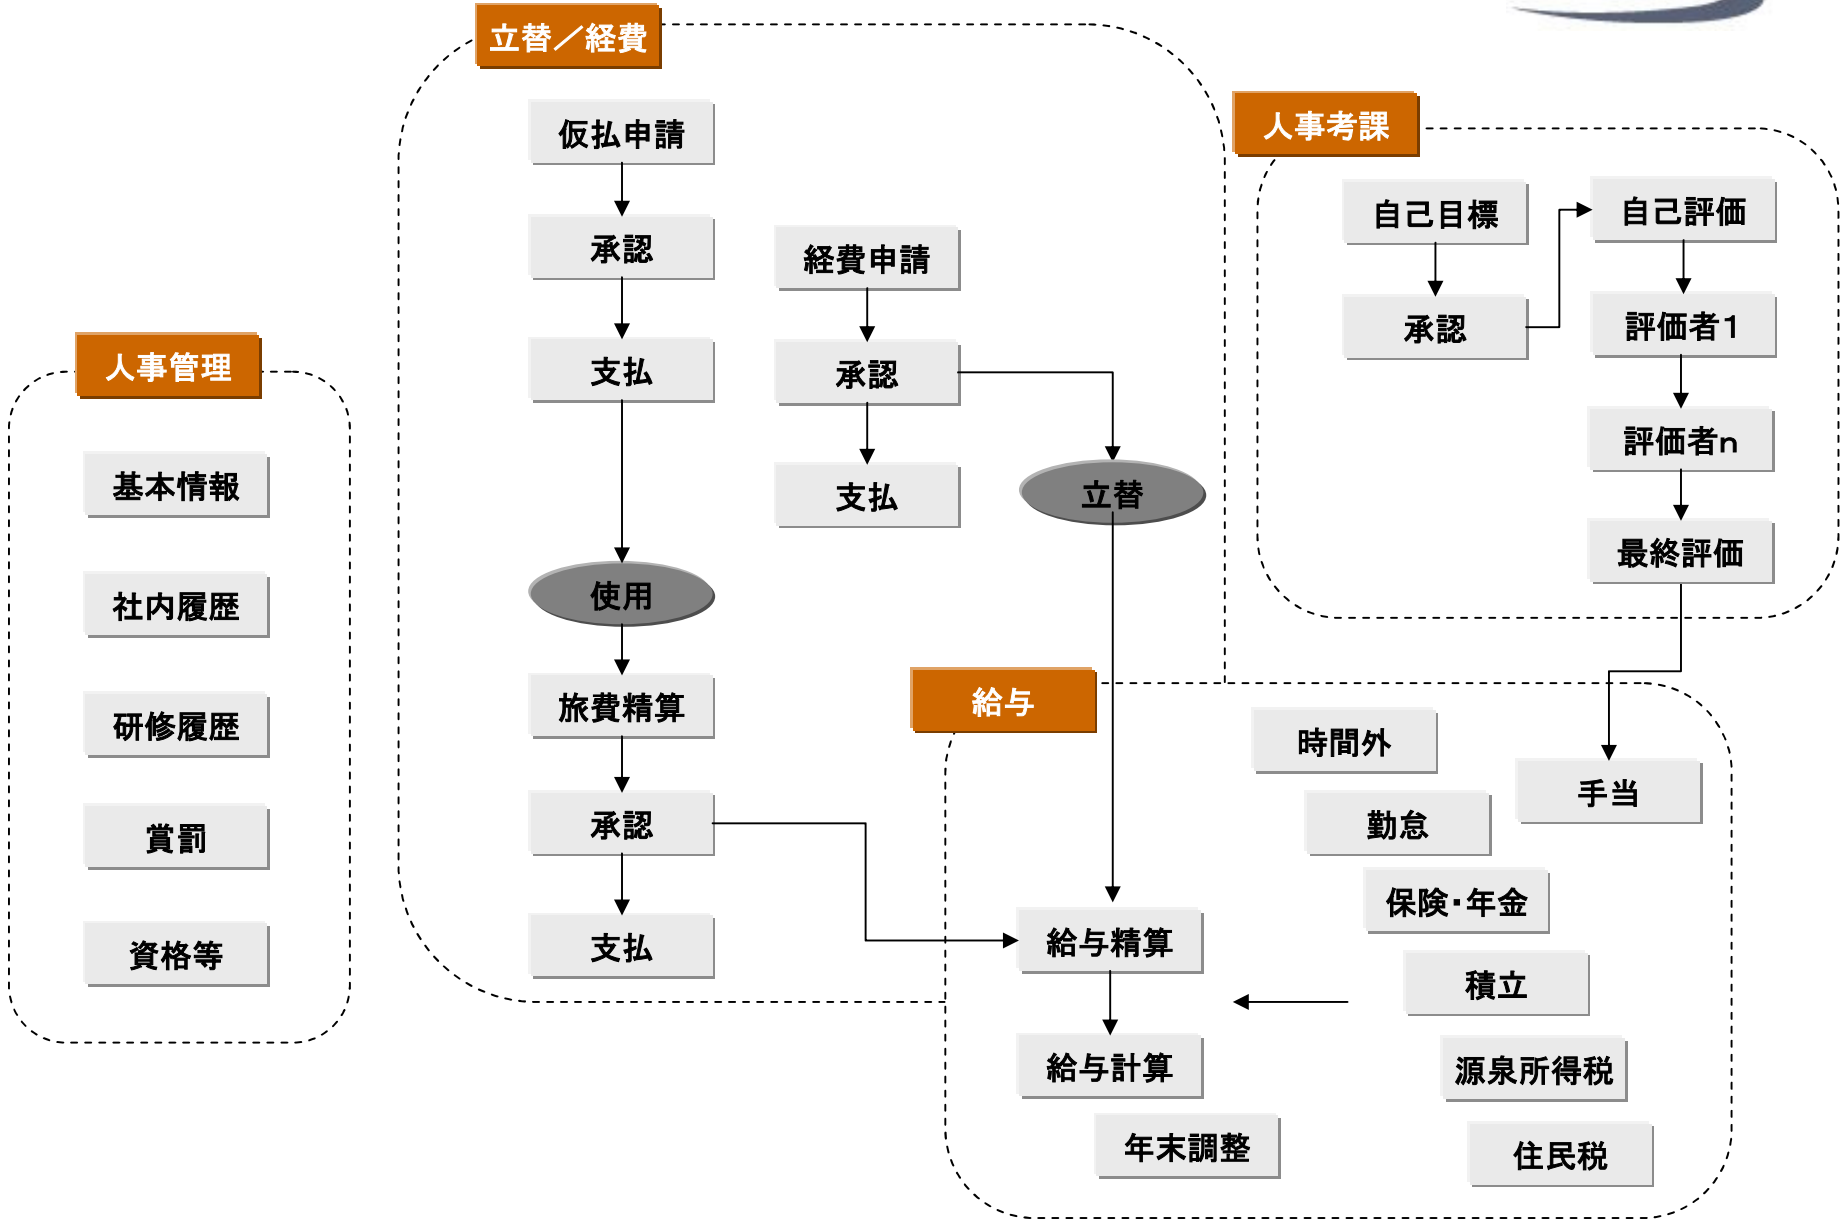 立替／経費
仮払申請
承認
支払
使用
旅費精算
承認
支払
経費申請
承認
支払
立替
人事考課
自己目標
承認
自己評価
評価者１
評価者ｎ
最終評価
人事管理
基本情報
社内履歴
研修履歴
賞罰
資格等
給与
時間外
手当
勤怠
保険・年金
給与精算
積立
給与計算
源泉所得税
年末調整
住民税